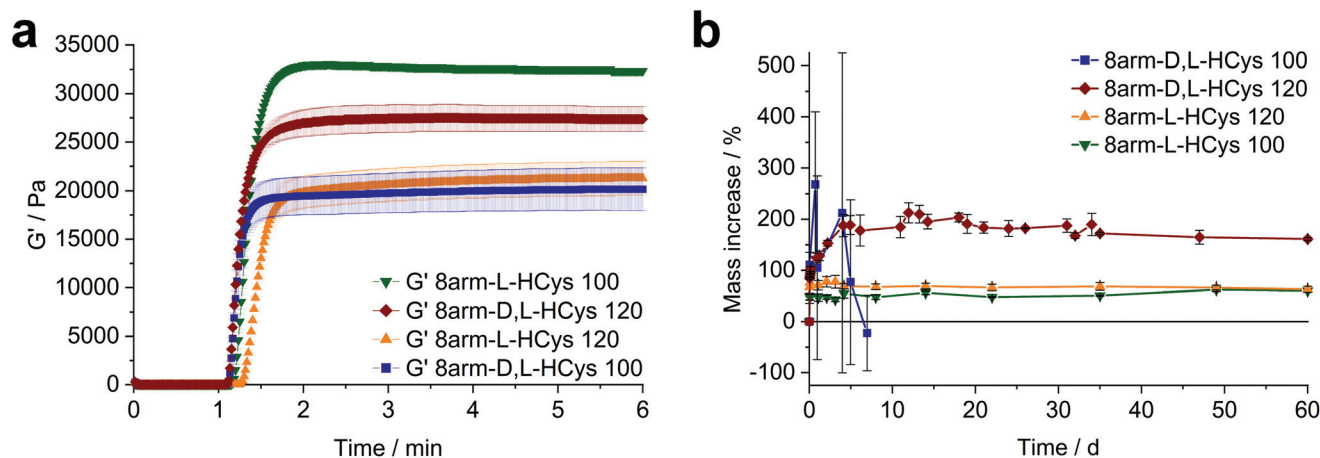 a
G' / Pa
35000
30000
25000
20000
15000
10000
5000
0
G' 8arm-L-HCys 100
G' 8arm-D,L-HCys 120
G' 8arm-L-HCys 120
G' 8arm-D,L-HCys 100
0 1 2 3 4 5 6
Time / min
b
Mass increase / %
500
400
300
200
100
0
-100
8arm-D,L-HCys 100
8arm-D,L-HCys 120
8arm-L-HCys 120
8arm-L-HCys 100
0 5 10 20 30 40 50 60
Time / d